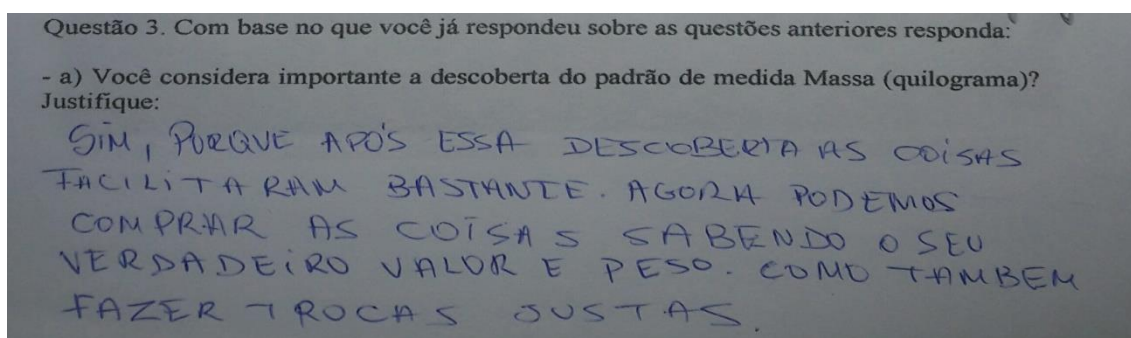 Questão 3. Com base no que você já respondeu sobre as questões anteriores responda:
- a) Você considera importante a descoberta do padrão de medida Massa (quilograma)?
Justifique:
SIM, PORQUE APÓS ESSA DESCOBERTA AS COISAS
FACILITARAM BASTANTE. AGORA PODEMOS
COMPRAR AS COISAS SABENDO O SEU
VERDADEIRO VALOR E PESO. COMO TAMBEM
FAZER TROCAS JUSTAS.